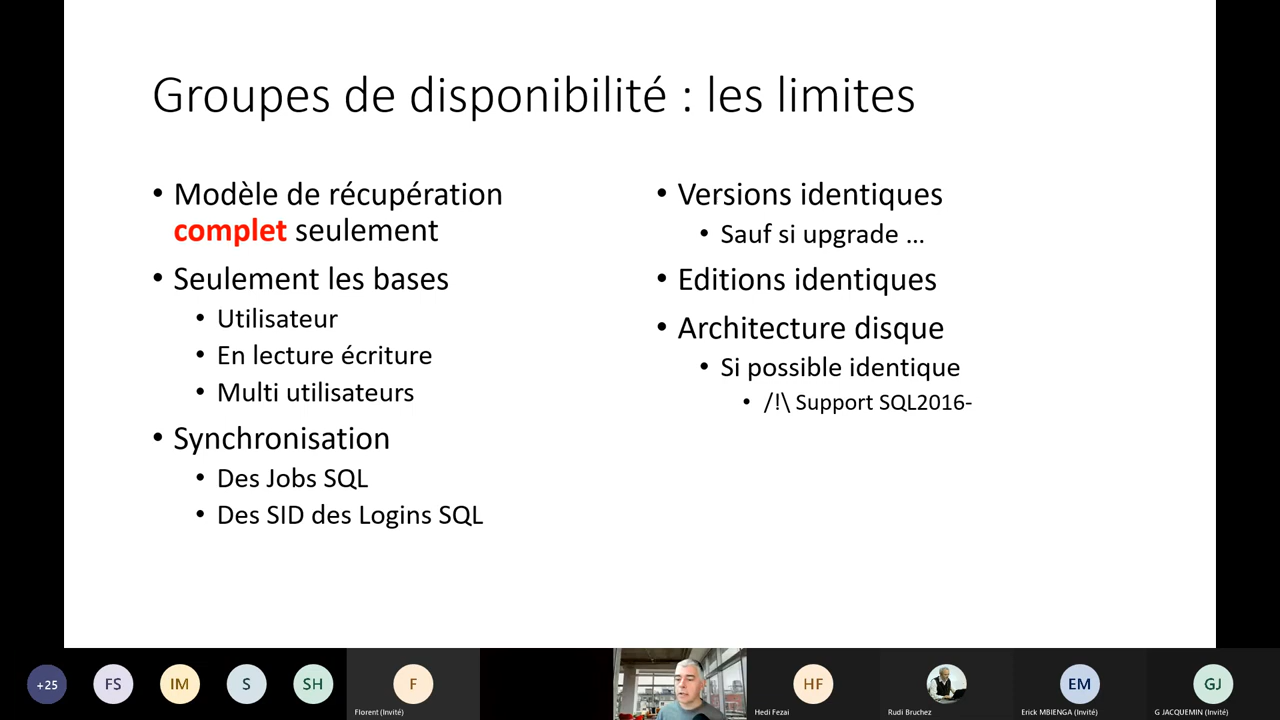 Groupes de disponibilité : les limites
• Modèle de récupération
complet seulement
• Seulement les bases
• Utilisateur
• En lecture écriture
• Multi utilisateurs
• Synchronisation
• Des Jobs SQL
• Des SID des Logins SQL
• Versions identiques
• Sauf si upgrade …
• Editions identiques
• Architecture disque
• Si possible identique
• /!\ Support SQL2016-
+25
FS
IM
S
SH
F
Florent (Invité)
HF
Hedi Fezai
Rudi Bruchez
EM
Erick MBIENGA (Invité)
GJ
G JACQUEMIN (Invité)